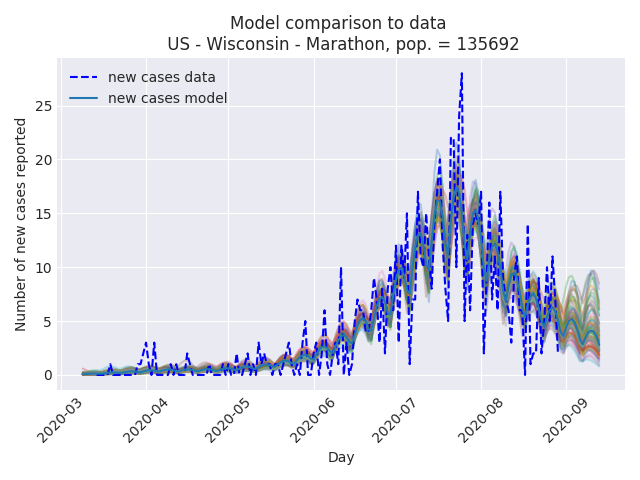 Model comparison to data
US - Wisconsin - Marathon, pop. = 135692
new cases data
new cases model
Number of new cases reported
25
20
15
10
5
0
2020-03
2020-04
2020-05
2020-06
2020-07
2020-08
2020-09
Day